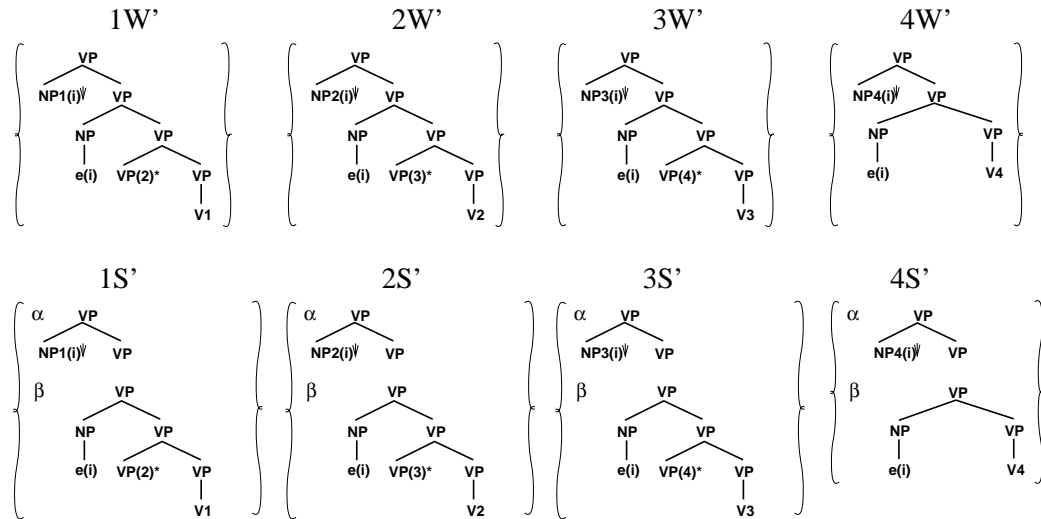 1W’ 2W’ 3W’ 4W’
VP VP VP VP
NP1(i) VP NP2(i) VP NP3(i) VP NP4(i) VP
NP VP NP VP NP VP NP VP
e(i) VP(2)* VP e(i) VP(3)* VP e(i) VP(4)* VP e(i) V4
V1 V2 V3
1S’ 2S’ 3S’ 4S’
α VP α VP α VP α VP
NP1(i) VP NP2(i) VP NP3(i) VP NP4(i) VP
β VP β VP β VP β VP
NP VP NP VP NP VP NP VP
e(i) VP(2)* VP e(i) VP(3)* VP e(i) VP(4)* VP e(i) V4
V1 V2 V3